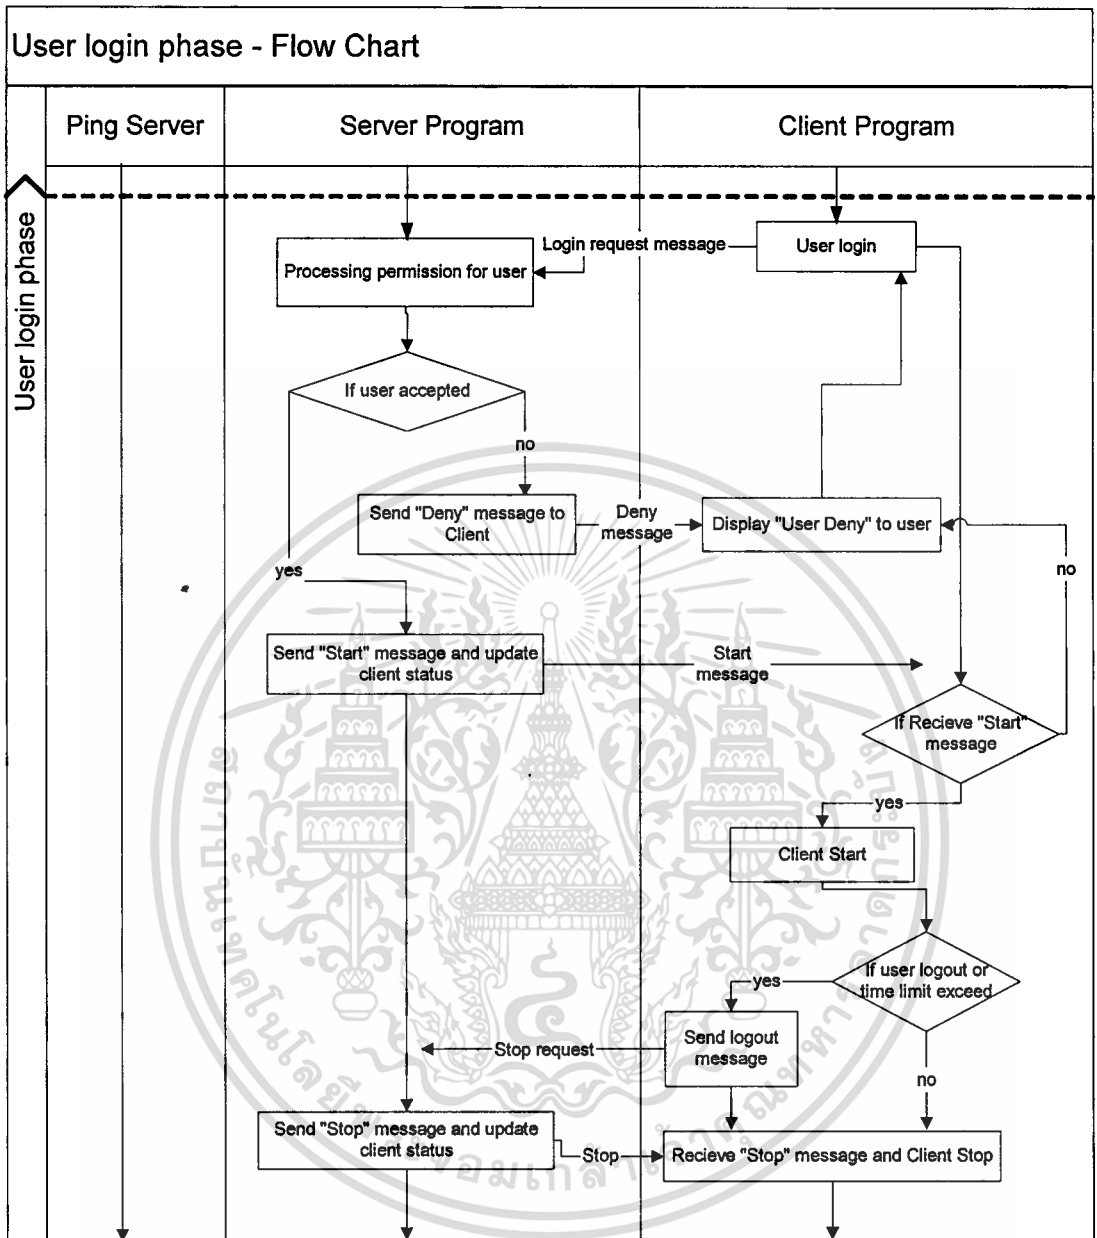 User login phase - Flow Chart
Ping Server
Server Program
Client Program
User login phase
Login request message
User login
Processing permission for user
If user accepted
no
Send "Deny" message to
Client
Deny
message
Display "User Deny" to user
yes
no
Send "Start" message and update
client status
Start
message
If Recieve "Start"
message
yes
Client Start
If user logout or
time limit exceed
yes
Send logout
message
Stop request
no
Send "Stop" message and update
client status
Stop
Recieve "Stop" message and Client Stop